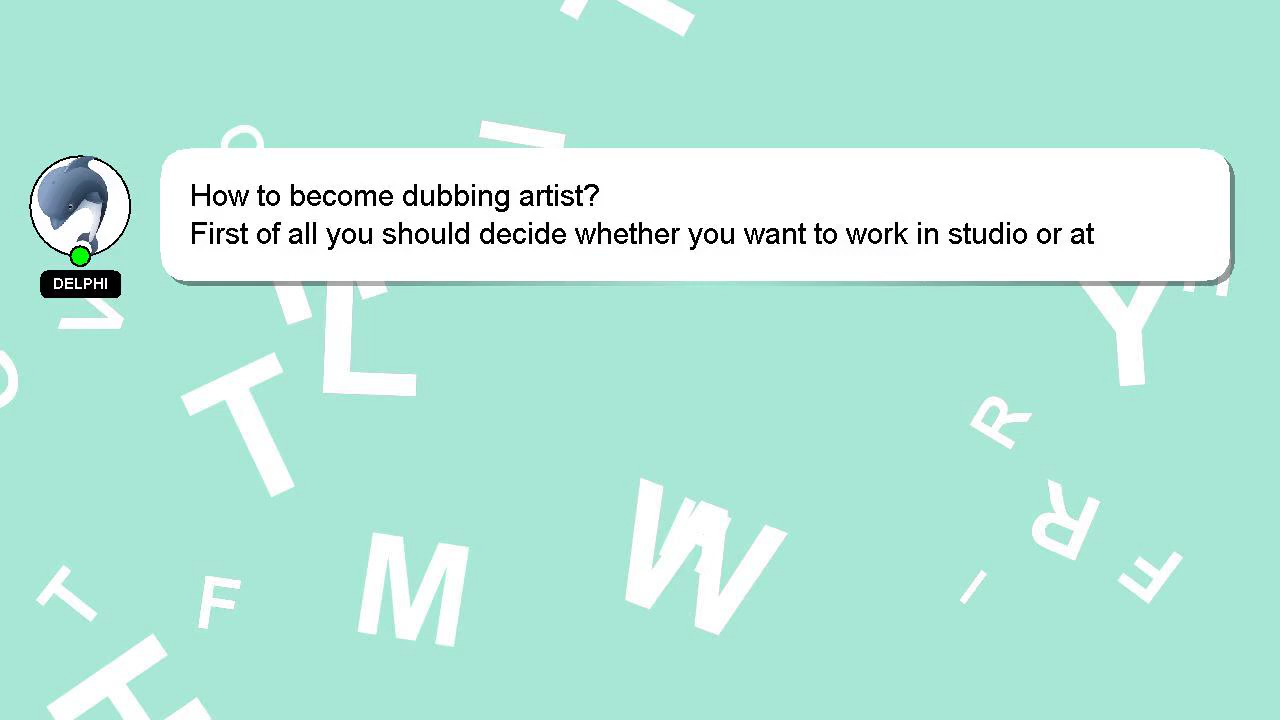 How to become dubbing artist?
First of all you should decide whether you want to work in studio or at
DELPHI
O
I
N
L
T
Y
R
R
F
I
T
F
M
W
H